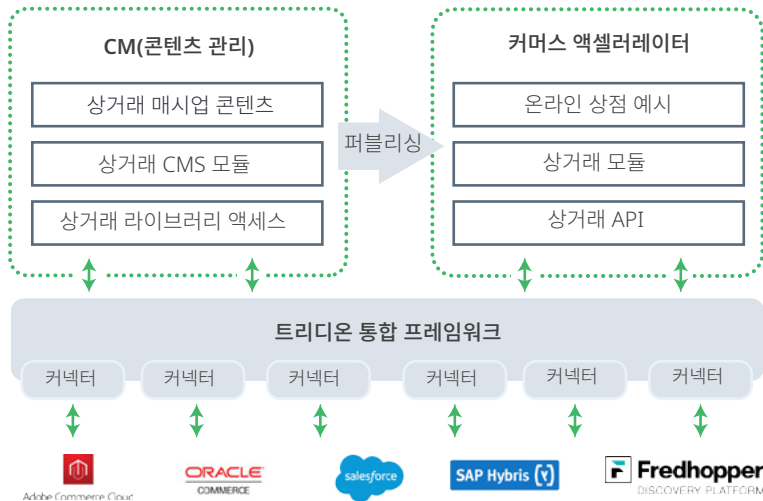 CM(콘텐츠 관리)
상거래 매시업 콘텐츠
상거래 CMS 모듈
상거래 라이브러리 액세스
퍼블리싱
커머스 액셀러레이터
온라인 상점 예시
상거래 모듈
상거래 API
트리디온 통합 프레임워크
커넥터 커넥터 커넥터 커넥터 커넥터 커넥터
Adobe Commerce Cloud
ORACLE
COMMERCE
salesforce
SAP Hybris (y)
Fredhopper
DISCOVERY PLATFORM